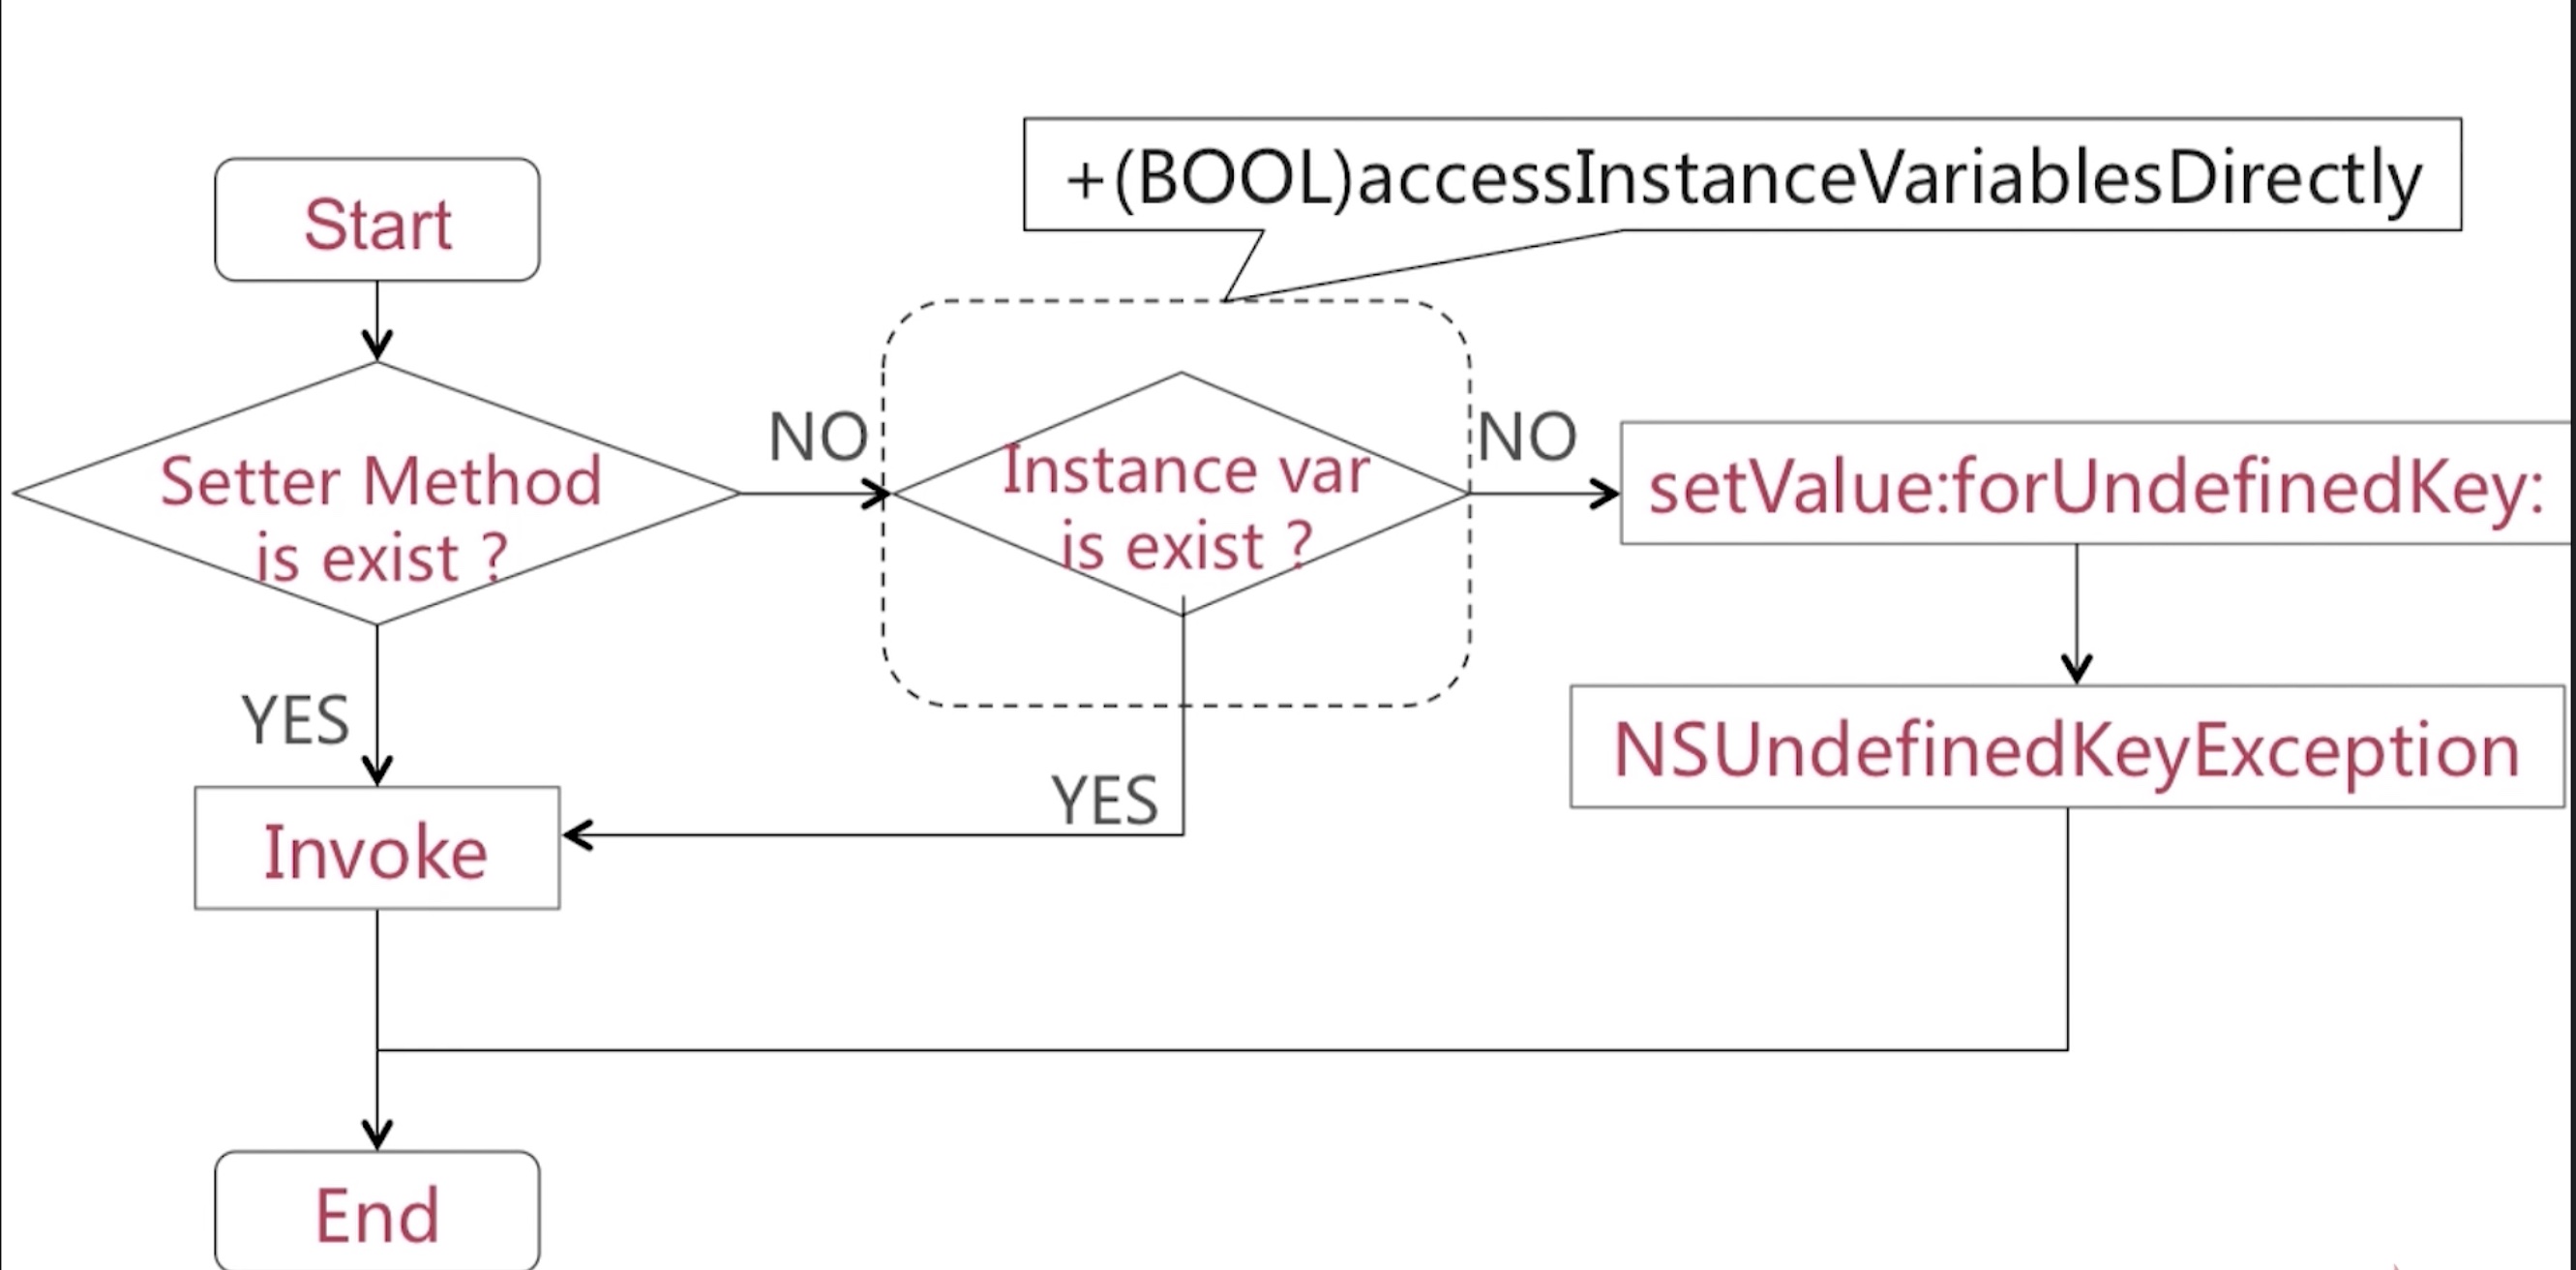 +(BOOL)accessInstanceVariablesDirectly
Start
Setter Method
is exist ?
NO
Instance var
is exist ?
NO
setValue:forUndefinedKey:
YES
YES
Invoke
NSUndefinedKeyException
End